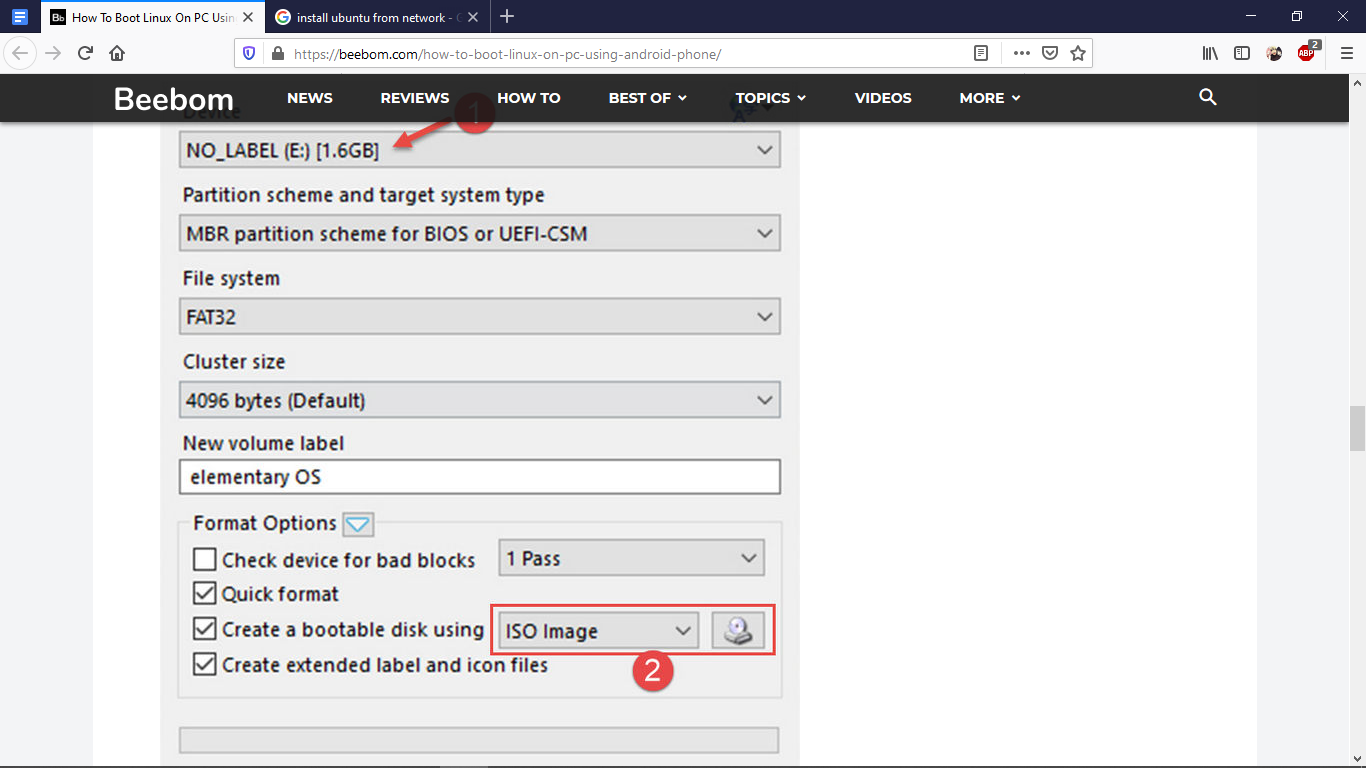 How To Boot Linux On PC Usin
install ubuntu from network -
https://beebom.com/how-to-boot-linux-on-pc-using-android-phone/
2
ABP
Beebom
NEWS
REVIEWS
HOW TO
BEST OF
TOPICS
VIDEOS
MORE
Device
1
NO_LABEL (E:) [1.6GB]
Partition scheme and target system type
MBR partition scheme for BIOS or UEFI-CSM
File system
FAT32
Cluster size
4096 bytes (Default)
New volume label
elementary OS
Format Options
Check device for bad blocks
1 Pass
Quick format
Create a bootable disk using
ISO Image
Create extended label and icon files
2